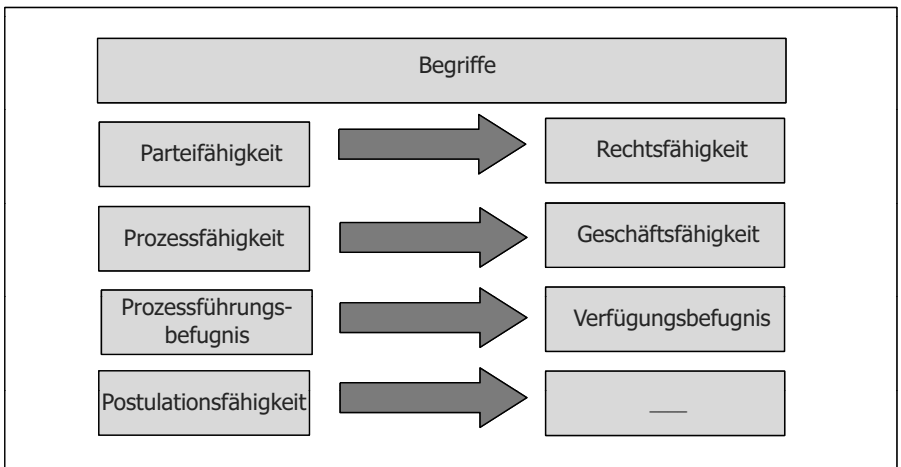 Begriffe
Parteifähigkeit
Rechtsfähigkeit
Prozessfähigkeit
Geschäftsfähigkeit
Prozessführungs-
befugnis
Verfügungsbefugnis
Postulationsfähigkeit
___